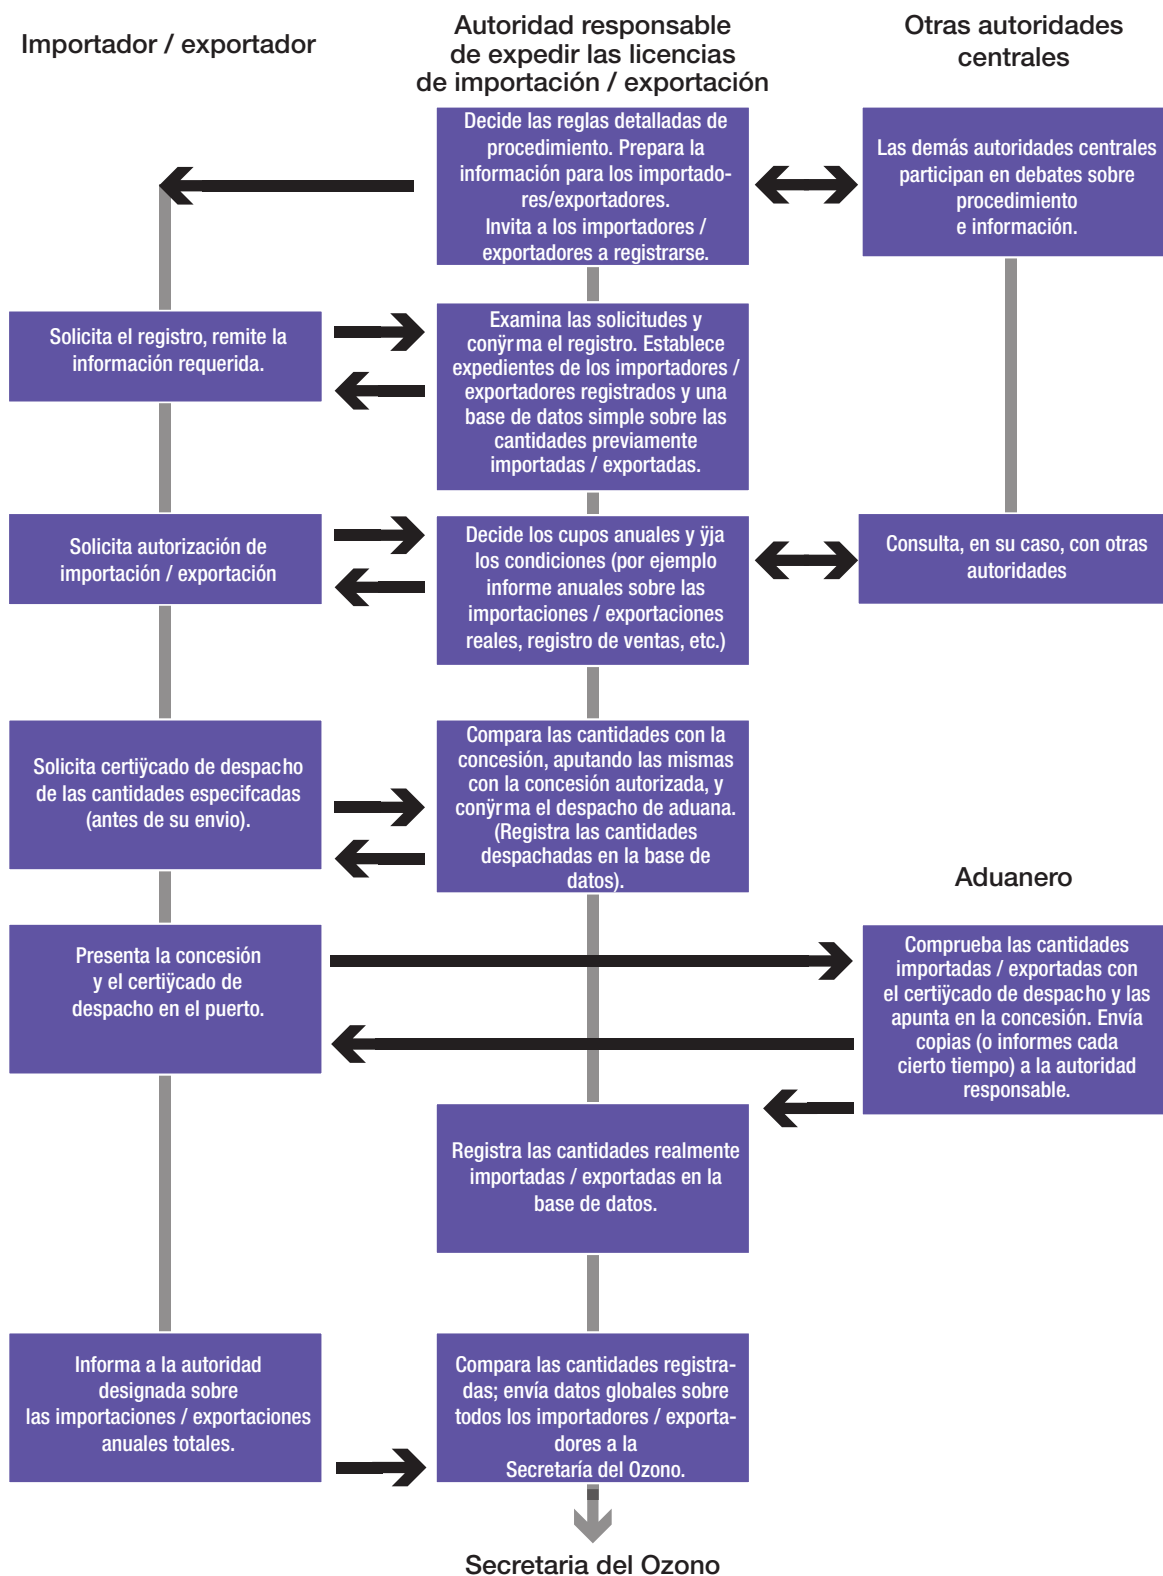 Importador / exportador
Autoridad responsable
de expedir las licencias
de importación / exportación
Otras autoridades
centrales
Decide las reglas detalladas de
procedimiento. Prepara la
información para los importado-
res/exportadores.
Invita a los importadores /
exportadores a registrarse.
Las demás autoridades centrales
participan en debates sobre
procedimiento
e información.
Solicita el registro, remite la
información requerida.
Examina las solicitudes y
conÿrma el registro. Establece
expedientes de los importadores /
exportadores registrados y una
base de datos simple sobre las
cantidades previamente
importadas / exportadas.
Solicita autorización de
importación / exportación
Decide los cupos anuales y ÿja
los condiciones (por ejemplo
informe anuales sobre las
importaciones / exportaciones
reales, registro de ventas, etc.)
Consulta, en su caso, con otras
autoridades
Solicita certiÿcado de despacho
de las cantidades especifcadas
(antes de su envio).
Compara las cantidades con la
concesión, aputando las mismas
con la concesión autorizada, y
conÿrma el despacho de aduana.
(Registra las cantidades
despachadas en la base de
datos).
Aduanero
Presenta la concesión
y el certiÿcado de
despacho en el puerto.
Comprueba las cantidades
importadas / exportadas con
el certiÿcado de despacho y las
apunta en la concesión. Envía
copias (o informes cada
cierto tiempo) a la autoridad
responsable.
Registra las cantidades realmente
importadas / exportadas en la
base de datos.
Informa a la autoridad
designada sobre
las importaciones / exportaciones
anuales totales.
Compara las cantidades registra-
das; envía datos globales sobre
todos los importadores / exporta-
dores a la
Secretaría del Ozono.
Secretaria del Ozono